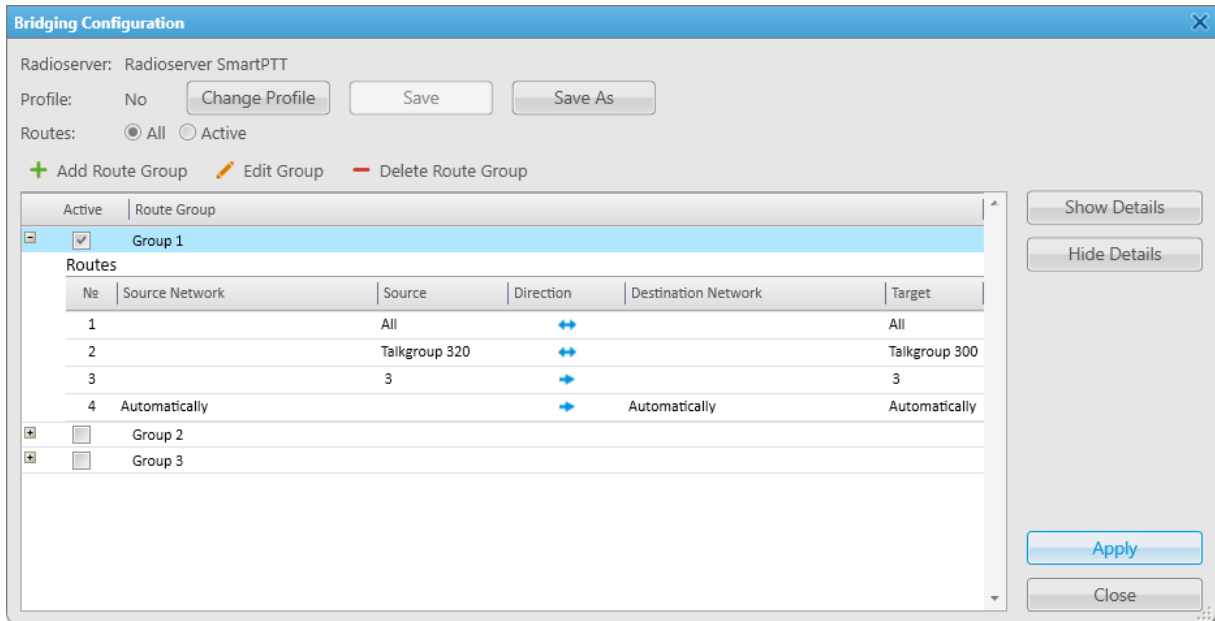 Bridging Configuration
Radioserver: Radioserver SmartPTT
Profile: No Change Profile Save Save As
Routes: All Active
Add Route Group Edit Group Delete Route Group
Active Route Group Show Details
Group 1
Hide Details
Routes
№ Source Network Source Direction Destination Network Target
1 All All
2 Talkgroup 320 Talkgroup 300
3 3 3
4 Automatically Automatically Automatically
Group 2
Group 3
Apply
Close